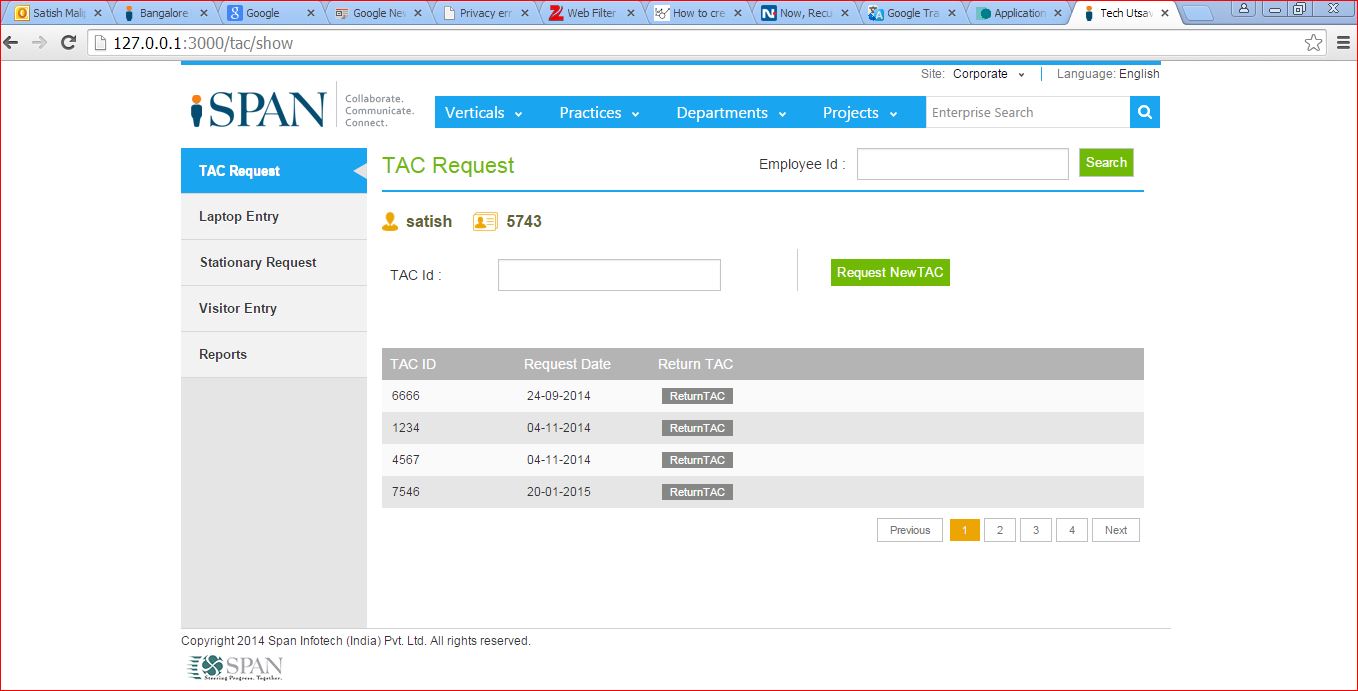 Satish Mali
Bangalore
Google
Google Ne
Privacy err
Web Filter
How to cre
Now, Recu
Google Tra
Application
Tech Utsav
127.0.0.1:3000/tac/show
Site: Corporate Language: English
iSPAN
Collaborate.
Communicate.
Connect.
Verticals Practices Departments Projects Enterprise Search
TAC Request
Laptop Entry
Stationary Request
Visitor Entry
Reports
TAC Request Employee Id : Search
satish 5743
TAC Id : Request NewTAC
TAC ID Request Date Return TAC
6666 24-09-2014 ReturnTAC
1234 04-11-2014 ReturnTAC
4567 04-11-2014 ReturnTAC
7546 20-01-2015 ReturnTAC
Previous 1 2 3 4 Next
Copyright 2014 Span Infotech (India) Pvt. Ltd. All rights reserved.
SPAN
Steering Progress. Together.